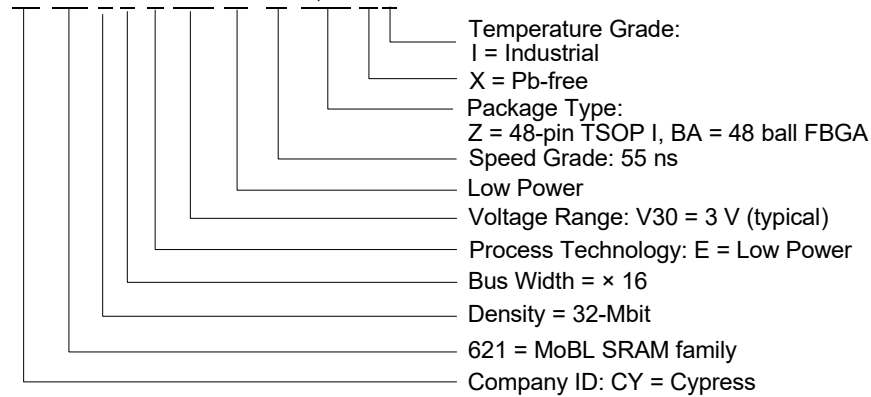 Temperature Grade:
I = Industrial
X = Pb-free
Package Type:
Z = 48-pin TSOP I, BA = 48 ball FBGA
Speed Grade: 55 ns
Low Power
Voltage Range: V30 = 3 V (typical)
Process Technology: E = Low Power
Bus Width = × 16
Density = 32-Mbit
621 = MoBL SRAM family
Company ID: CY = Cypress